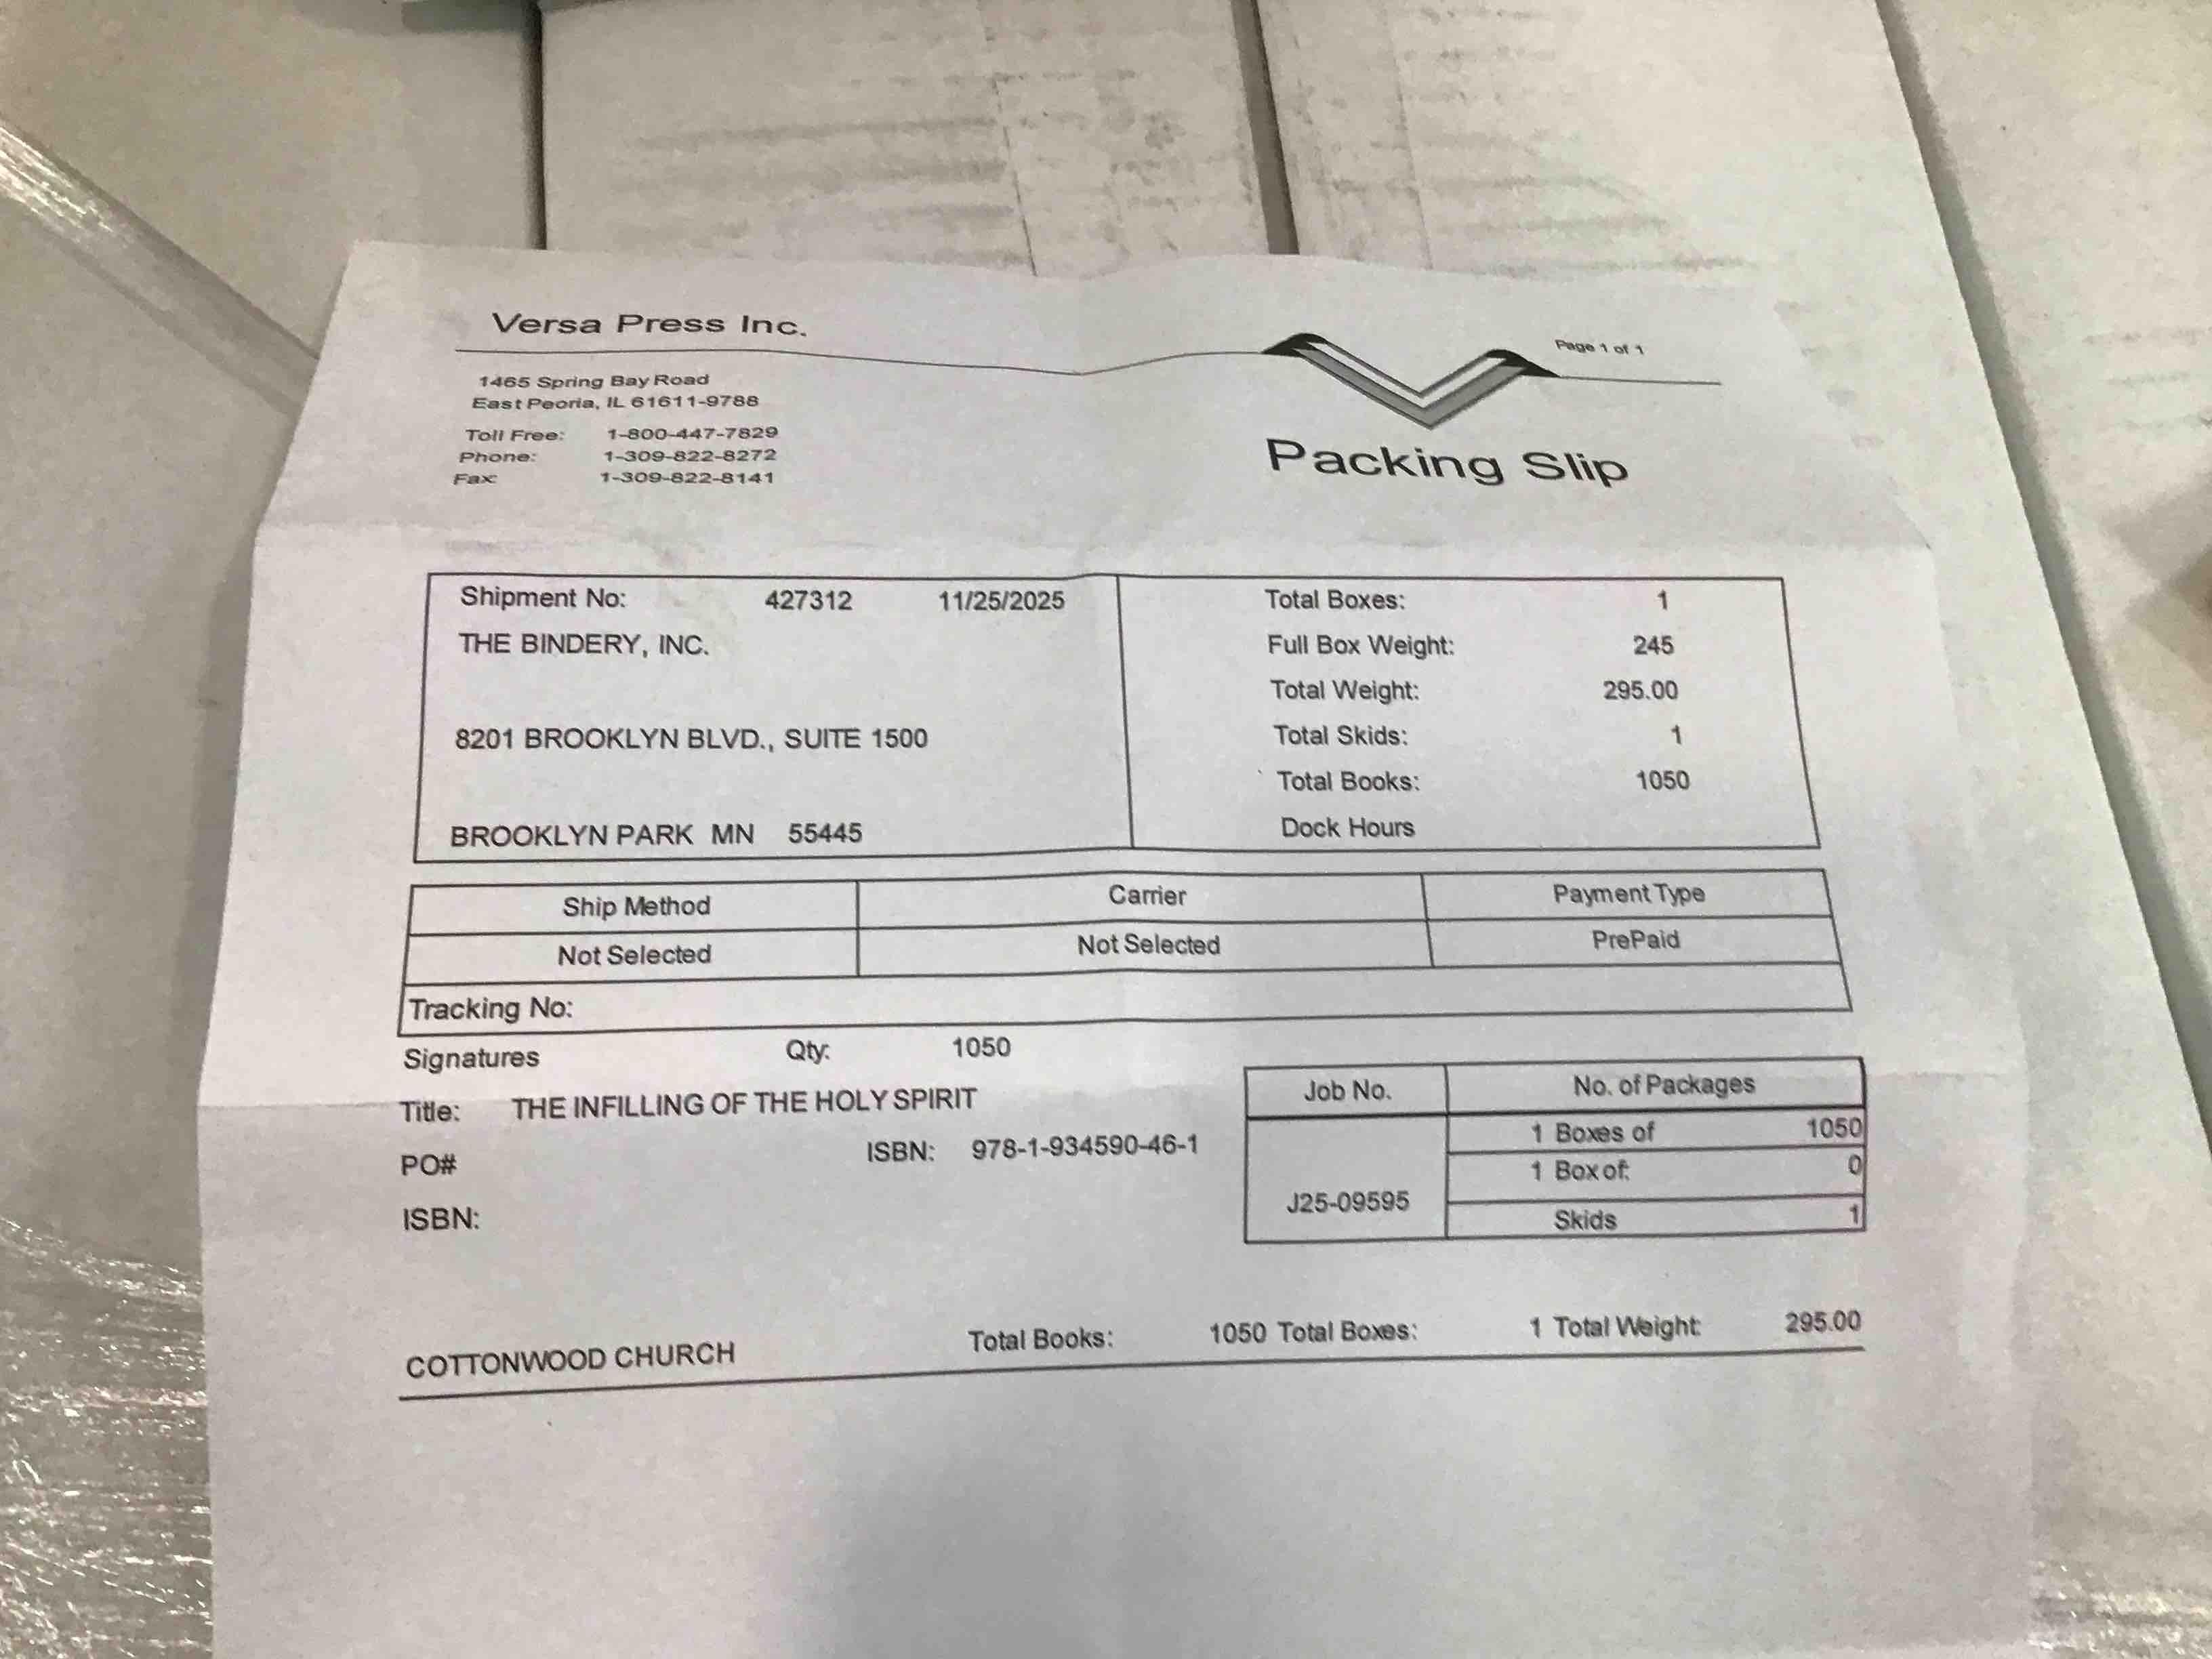 Versa Press Inc.
Page 1 of 1
1465 Spring Bay Road
East Peoria, IL 61611-9788
Toll Free: 1-800-447-7829
Phone: 1-309-822-8272
Fax: 1-309-822-8141
Packing Slip
Shipment No: 427312 11/25/2025
THE BINDERY, INC.
8201 BROOKLYN BLVD., SUITE 1500
BROOKLYN PARK MN 55445
Total Boxes: 1
Full Box Weight: 245
Total Weight: 295.00
Total Skids: 1
Total Books: 1050
Dock Hours
Ship Method Carrier Payment Type
Not Selected Not Selected PrePaid
Tracking No:
Signatures Qty: 1050
Title: THE INFILLING OF THE HOLY SPIRIT
PO# ISBN: 978-1-934590-46-1
ISBN:
Job No. No. of Packages
J25-09595
1 Boxes of 1050
1 Box of: 0
Skids 1
COTTONWOOD CHURCH Total Books: 1050 Total Boxes: 1 Total Weight: 295.00